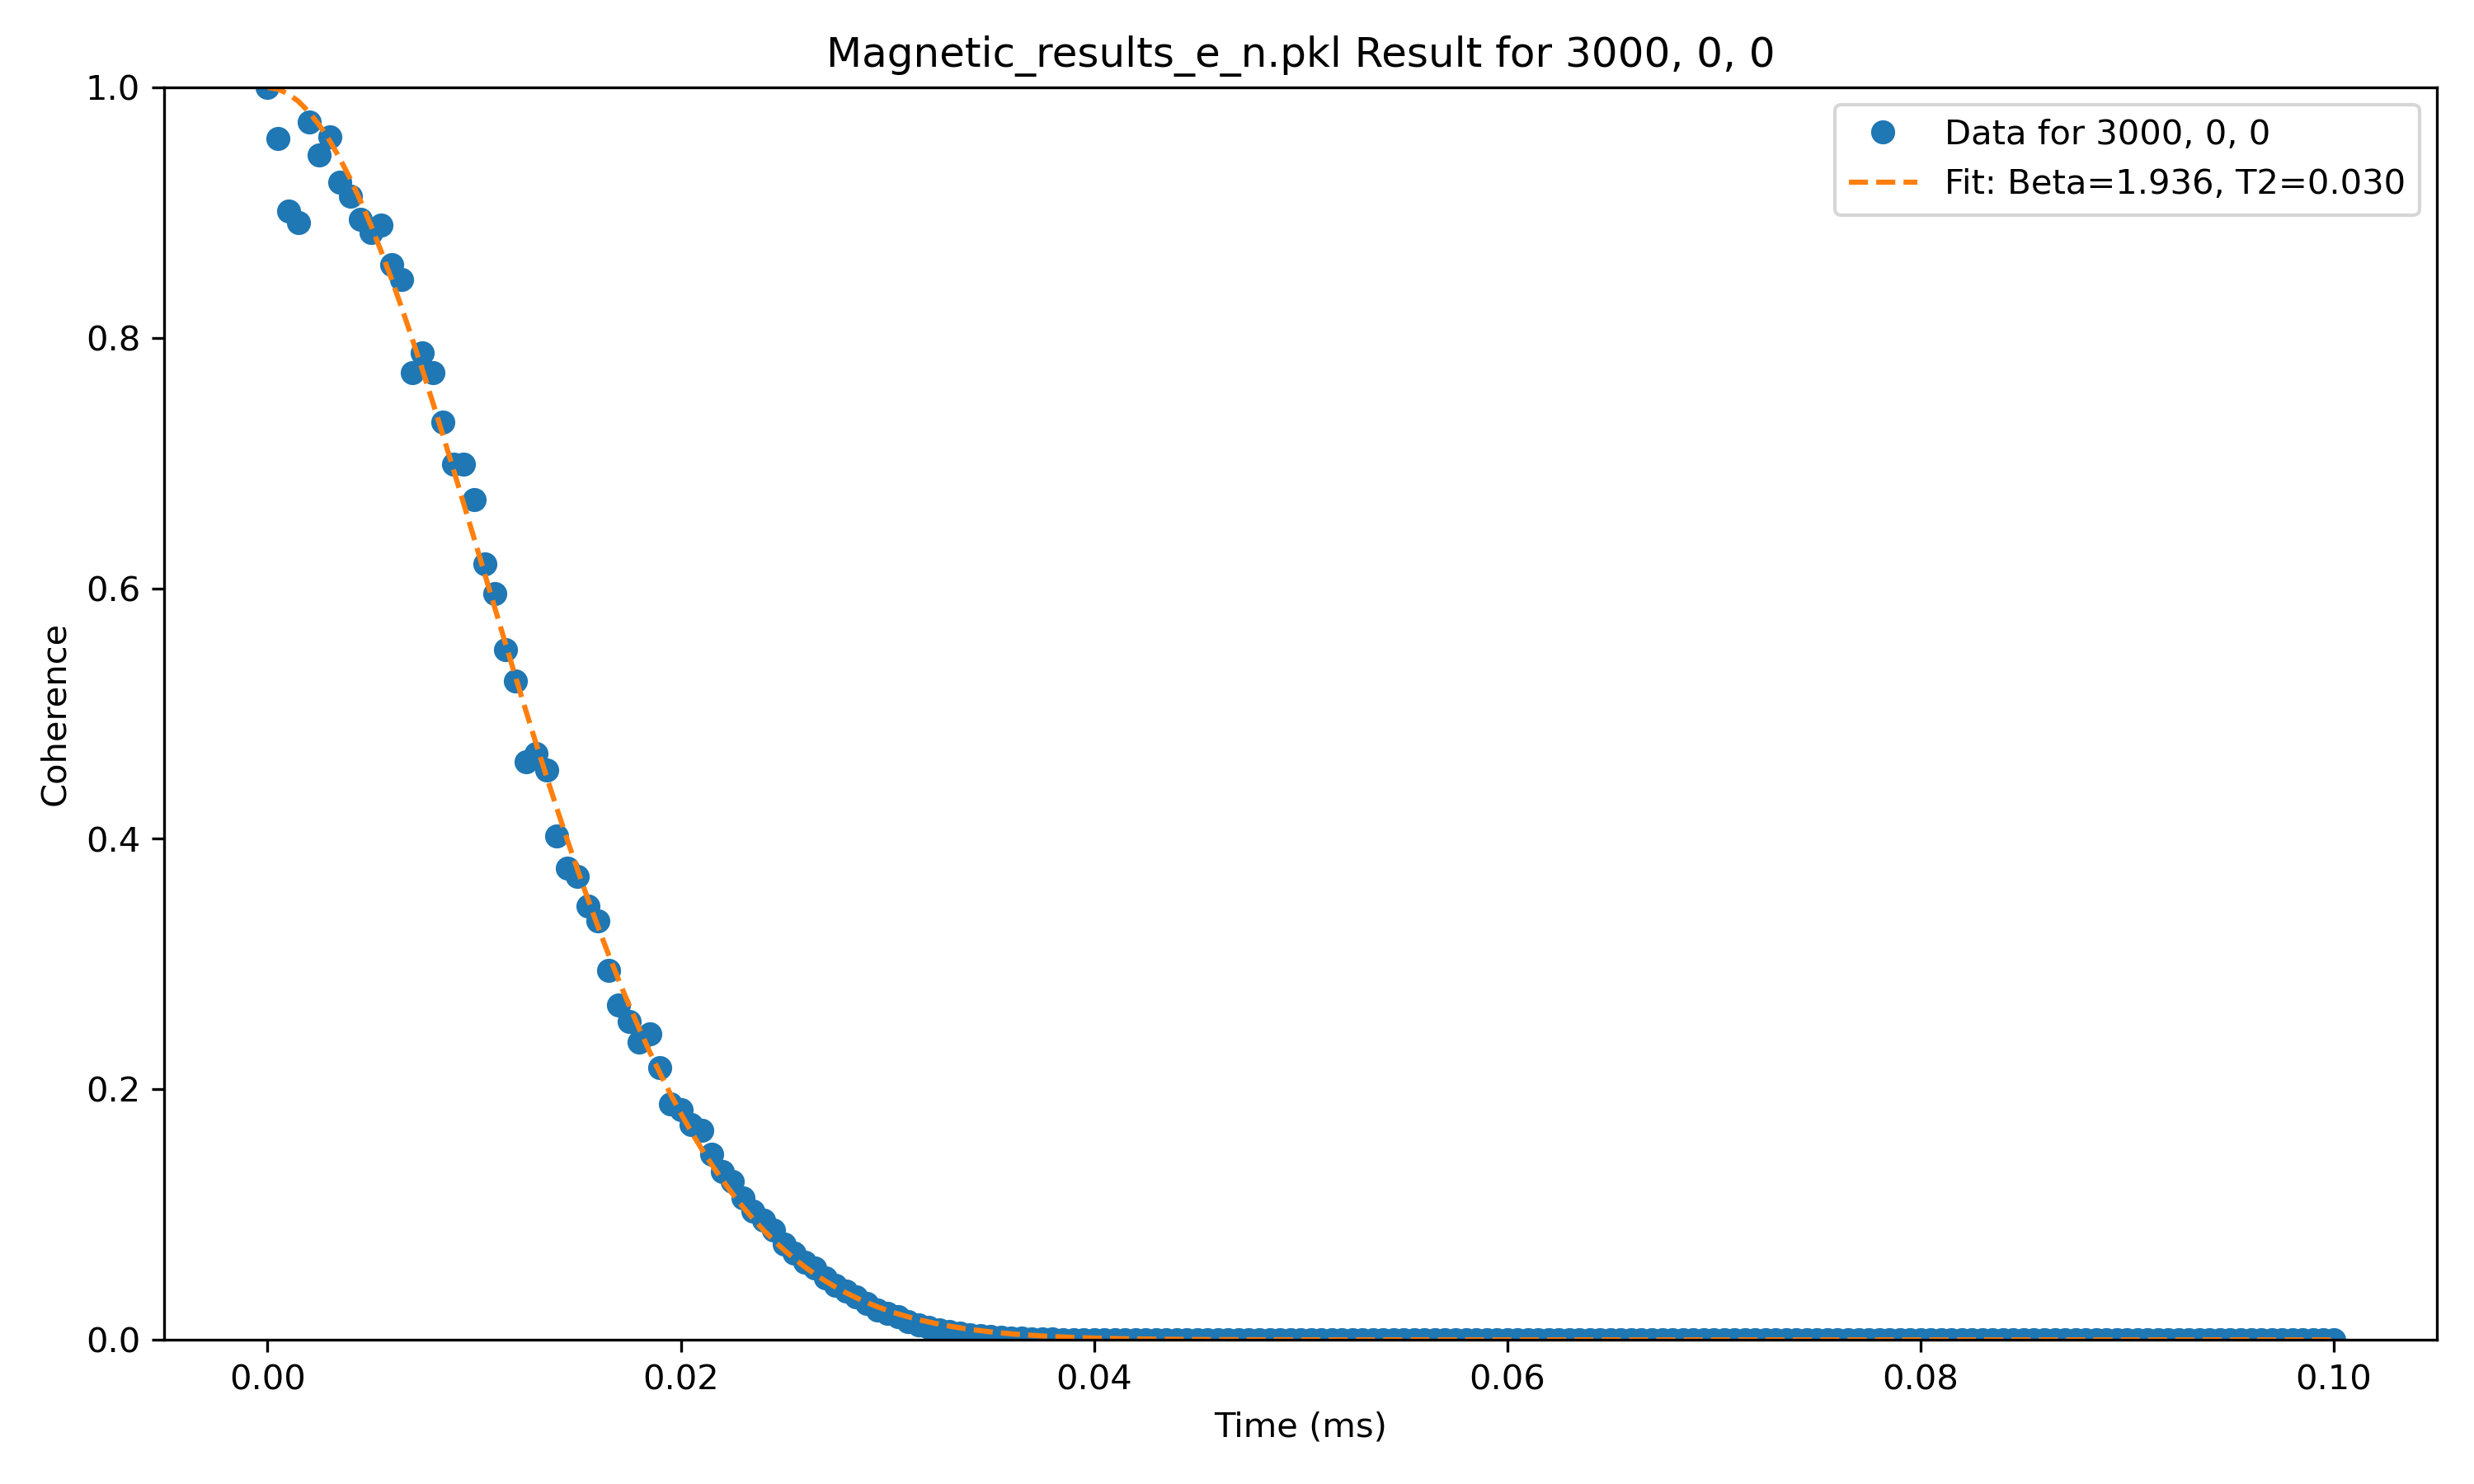 Magnetic_results_e_n.pkl Result for 3000, 0, 0
Data for 3000, 0, 0
Fit: Beta=1.936, T2=0.030
1.0
0.8
0.6
0.4
0.2
0.0
Coherence
0.00 0.02 0.04 0.06 0.08 0.10
Time (ms)